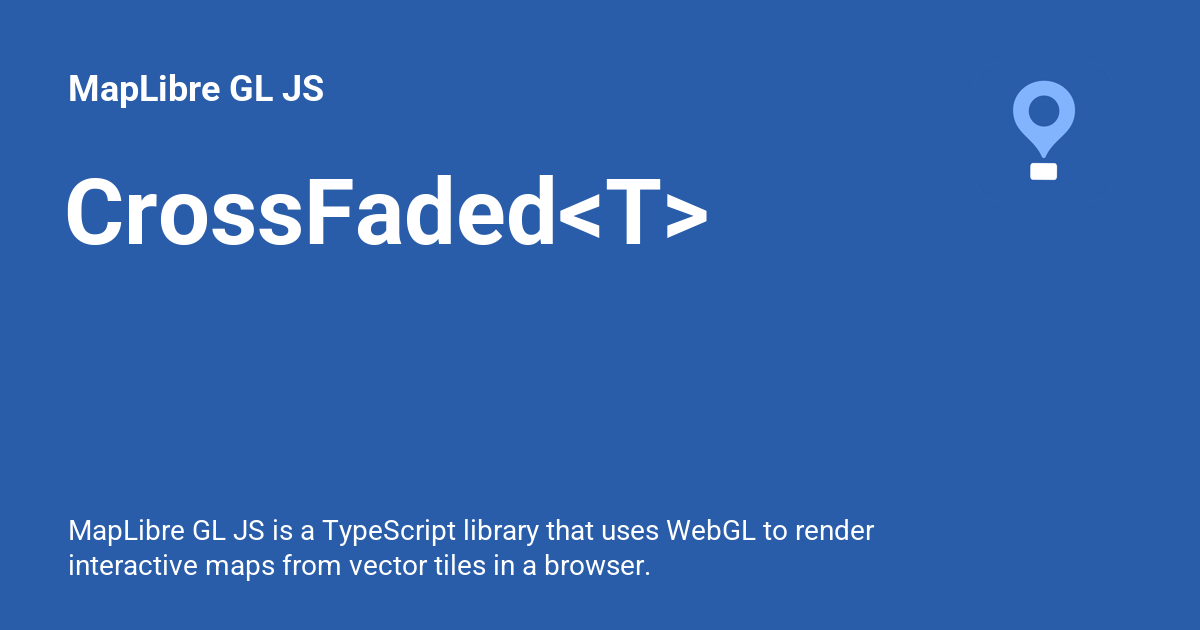 MapLibre GL JS
CrossFaded<T>
MapLibre GL JS is a TypeScript library that uses WebGL to render
interactive maps from vector tiles in a browser.